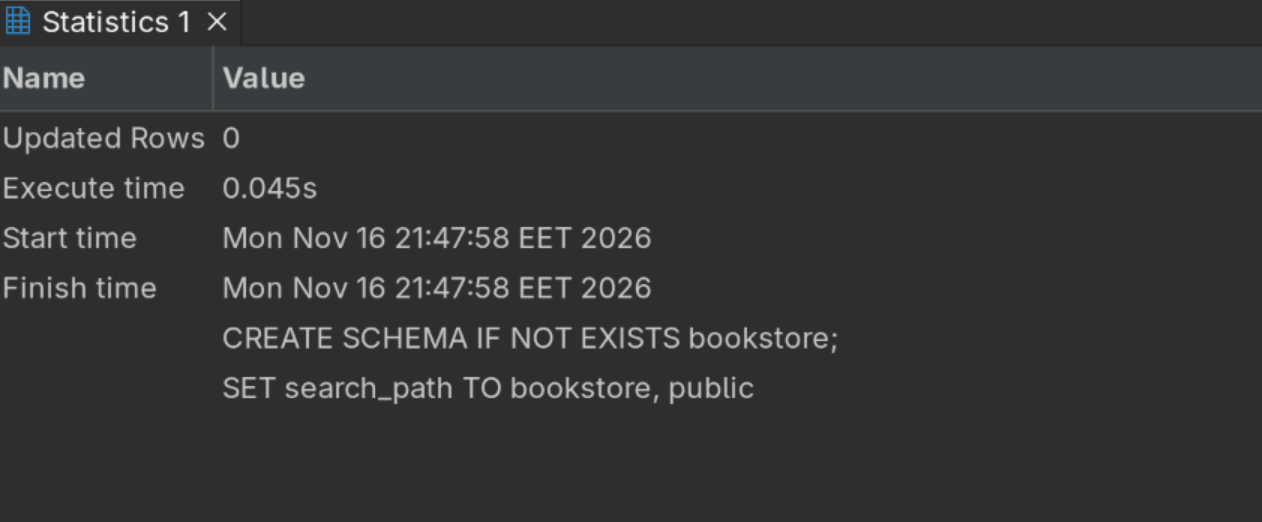 Statistics 1
Name Value
Updated Rows 0
Execute time 0.045s
Start time Mon Nov 16 21:47:58 EET 2026
Finish time Mon Nov 16 21:47:58 EET 2026
CREATE SCHEMA IF NOT EXISTS bookstore;
SET search_path TO bookstore, public